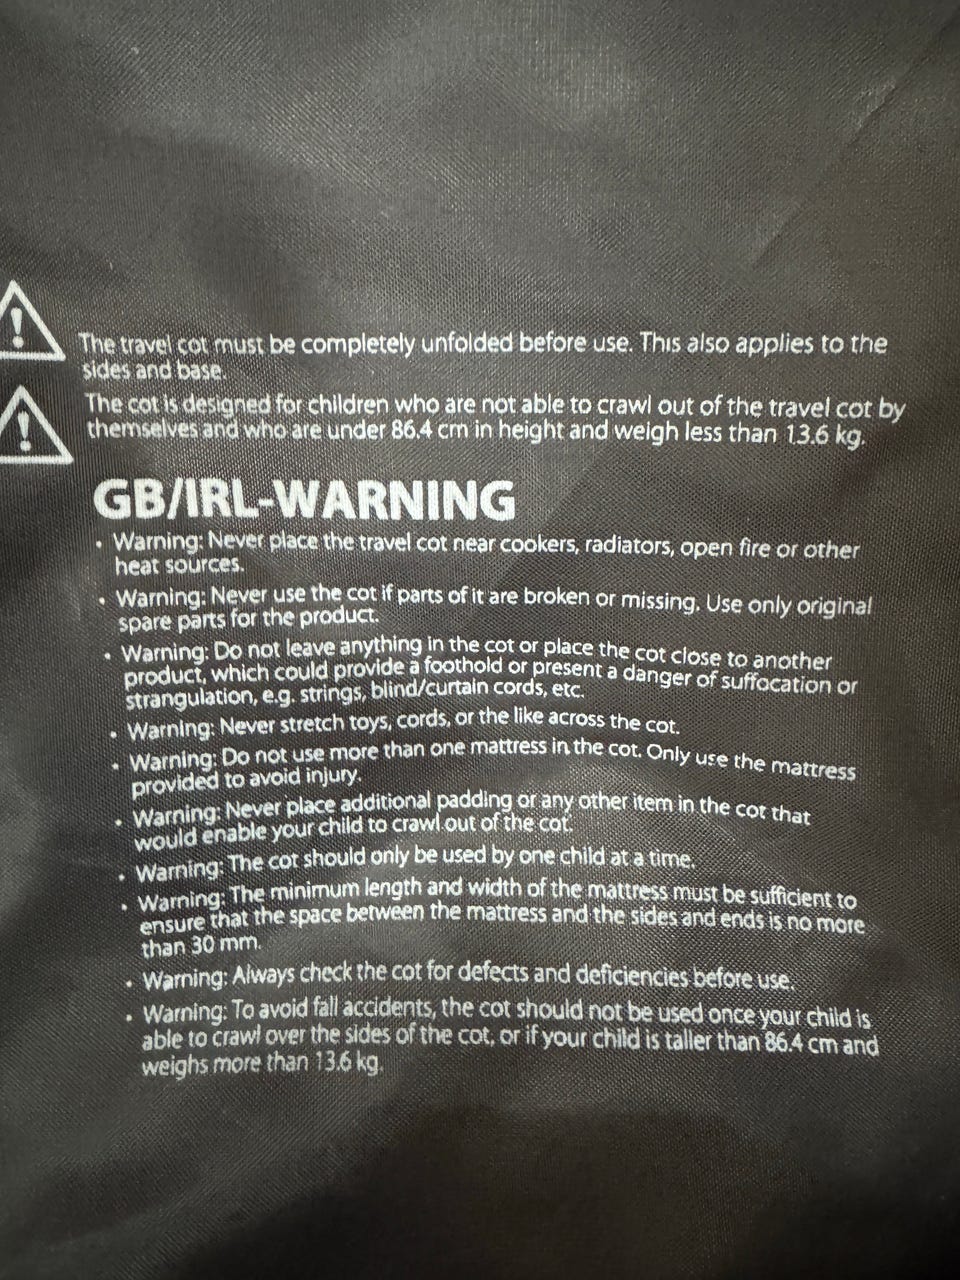 The travel cot must be completely unfolded before use. This also applies to the
sides and base.
The cot is designed for children who are not able to crawl out of the travel cot by
themselves and who are under 86.4 cm in height and weigh less than 13.6 kg.
GB/IRL-WARNING
• Warning: Never place the travel cot near cookers, radiators, open fire or other
heat sources.
• Warning: Never use the cot if parts of it are broken or missing. Use only original
spare parts for the product.
• Warning: Do not leave anything in the cot or place the cot close to another
product, which could provide a foothold or present a danger of suffocation or
strangulation, e.g. strings, blind/curtain cords, etc.
• Warning: Never stretch toys, cords, or the like across the cot.
• Warning: Do not use more than one mattress in the cot. Only use the mattress
provided to avoid injury.
• Warning: Never place additional padding or any other item in the cot that
would enable your child to crawl out of the cot.
• Warning: The cot should only be used by one child at a time.
• Warning: The minimum length and width of the mattress must be sufficient to
ensure that the space between the mattress and the sides and ends is no more
than 30 mm.
• Warning: Always check the cot for defects and deficiencies before use.
• Warning: To avoid fall accidents, the cot should not be used once your child is
able to crawl over the sides of the cot, or if your child is taller than 86.4 cm and
weighs more than 13.6 kg.